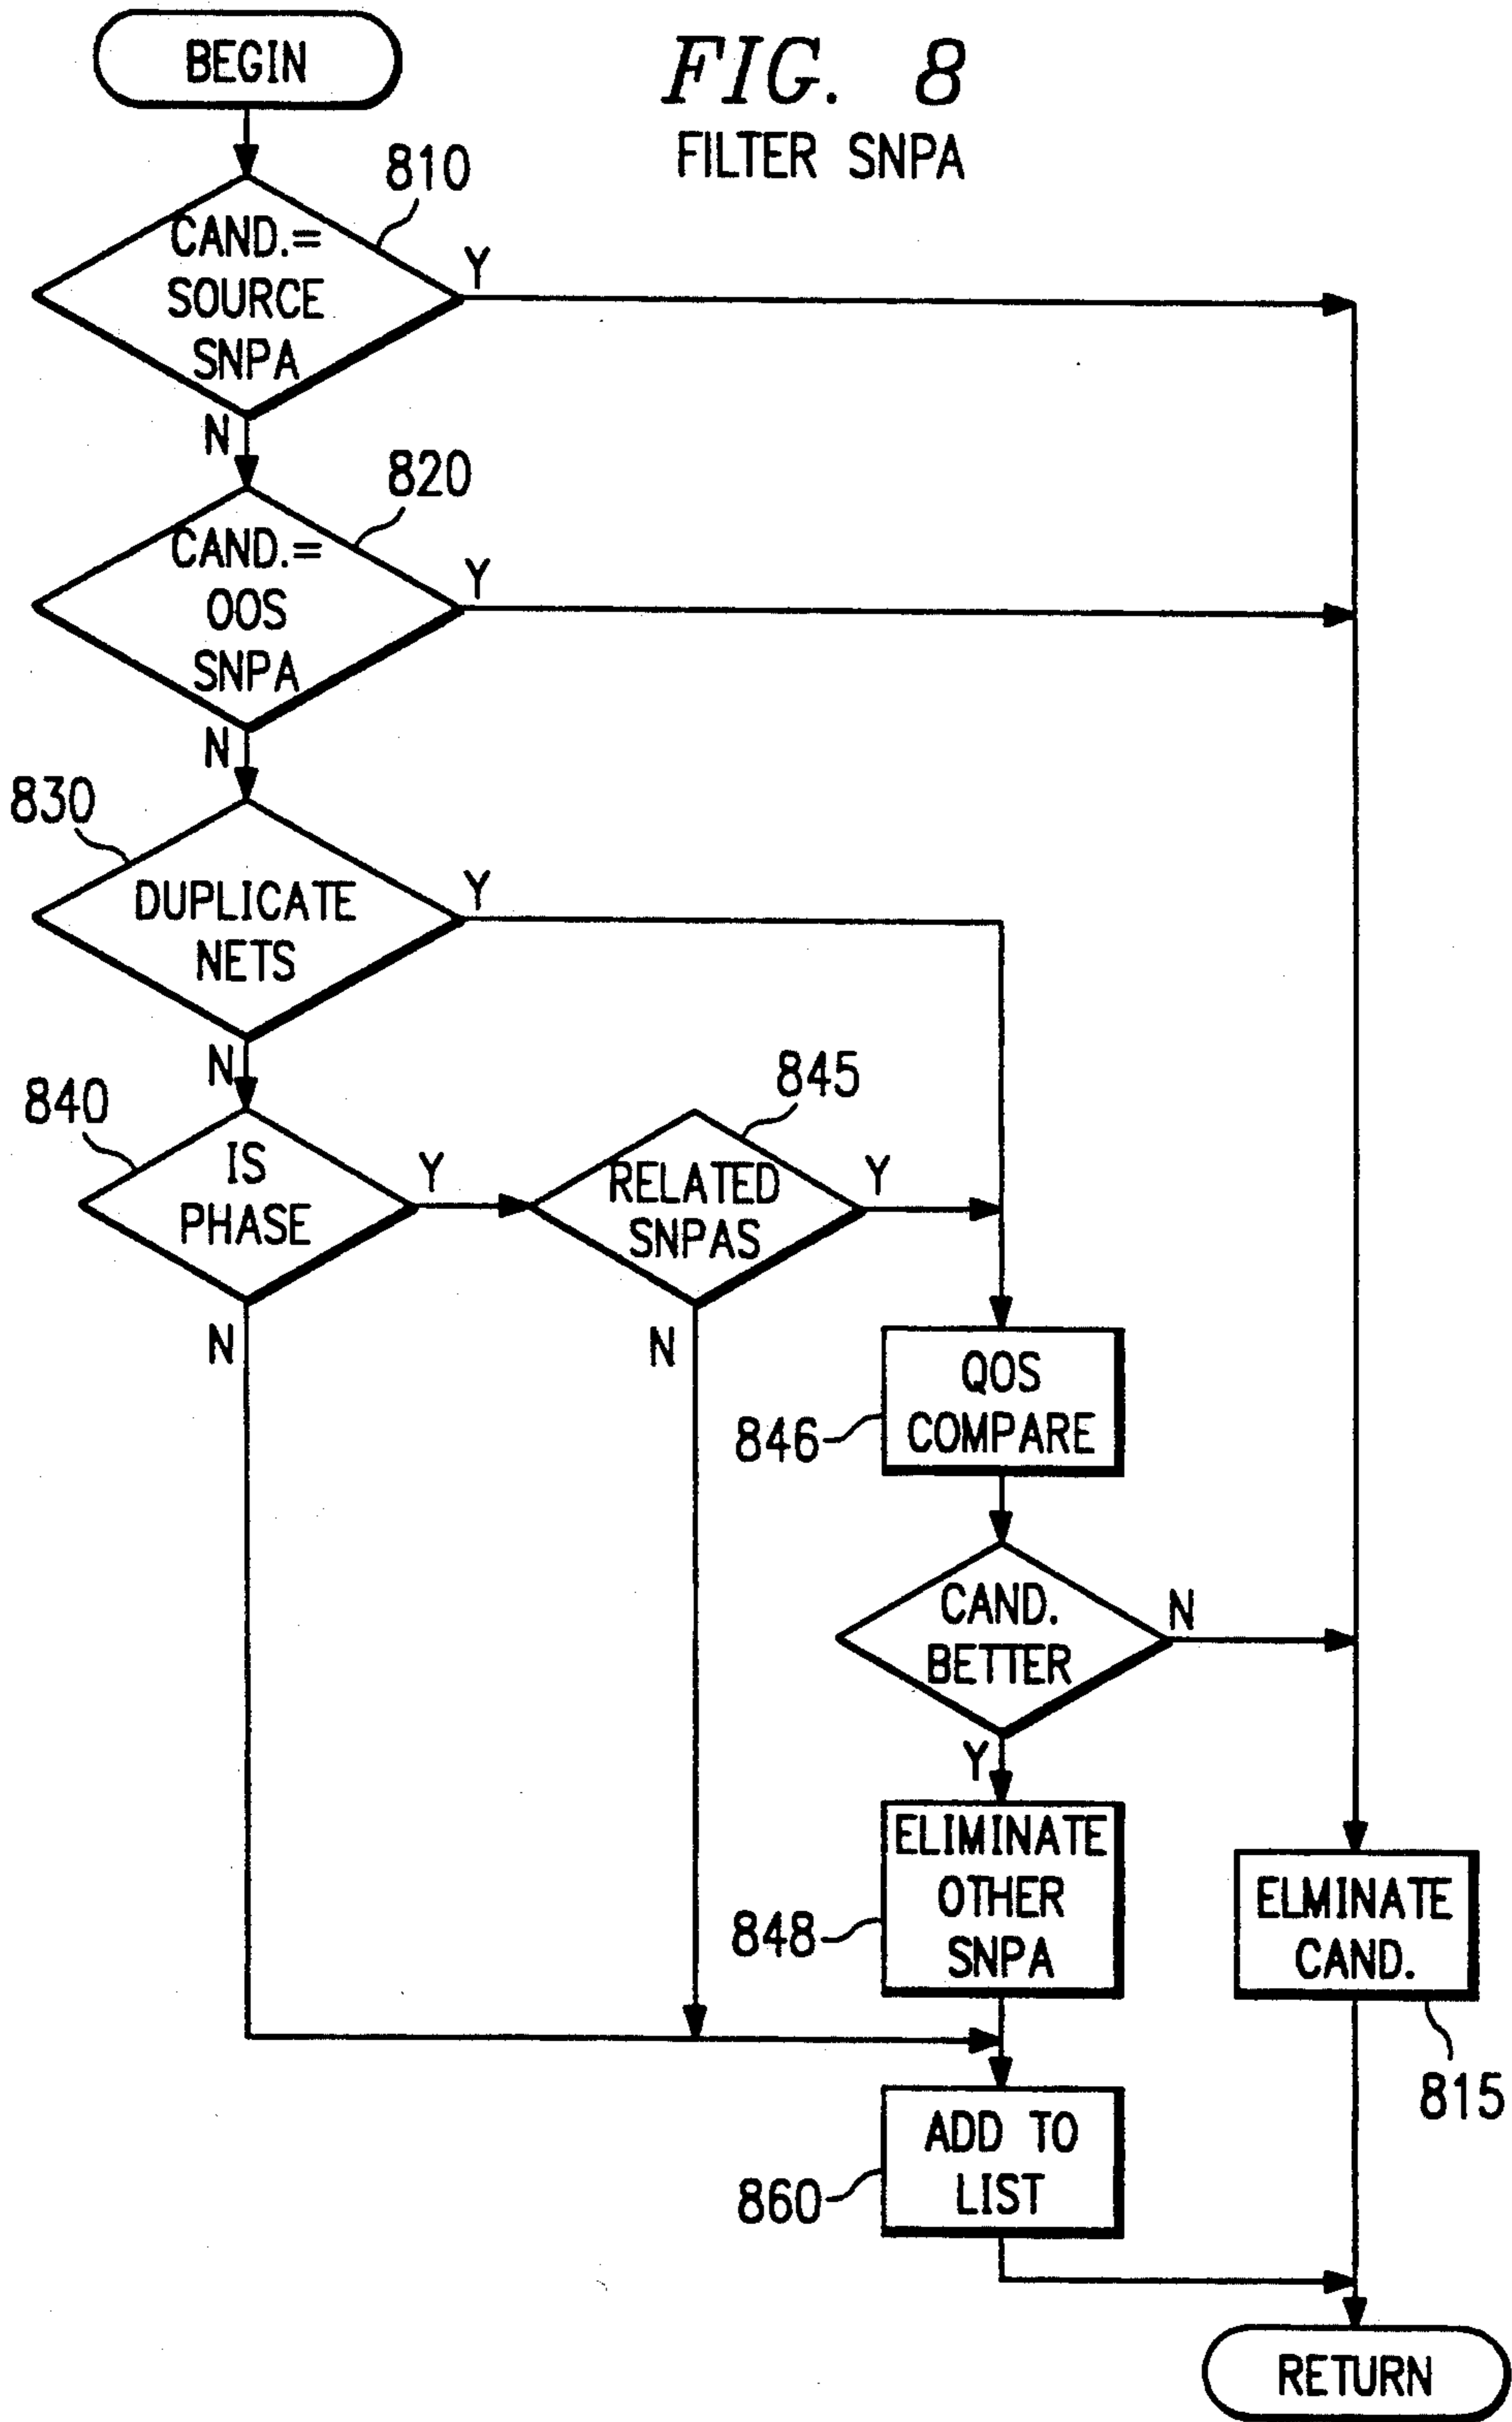 BEGIN
FIG. 8
FILTER SNPA
810
CAND.=
SOURCE
SNPA
Y
N
820
CAND.=
OOS
SNPA
Y
N
830
DUPLICATE
NETS
Y
N
840
IS
PHASE
Y
N
845
RELATED
SNPAS
Y
N
QOS
COMPARE
846
CAND.
BETTER
N
Y
ELIMINATE
OTHER
SNPA
848
ELMINATE
CAND.
815
ADD TO
LIST
860
RETURN